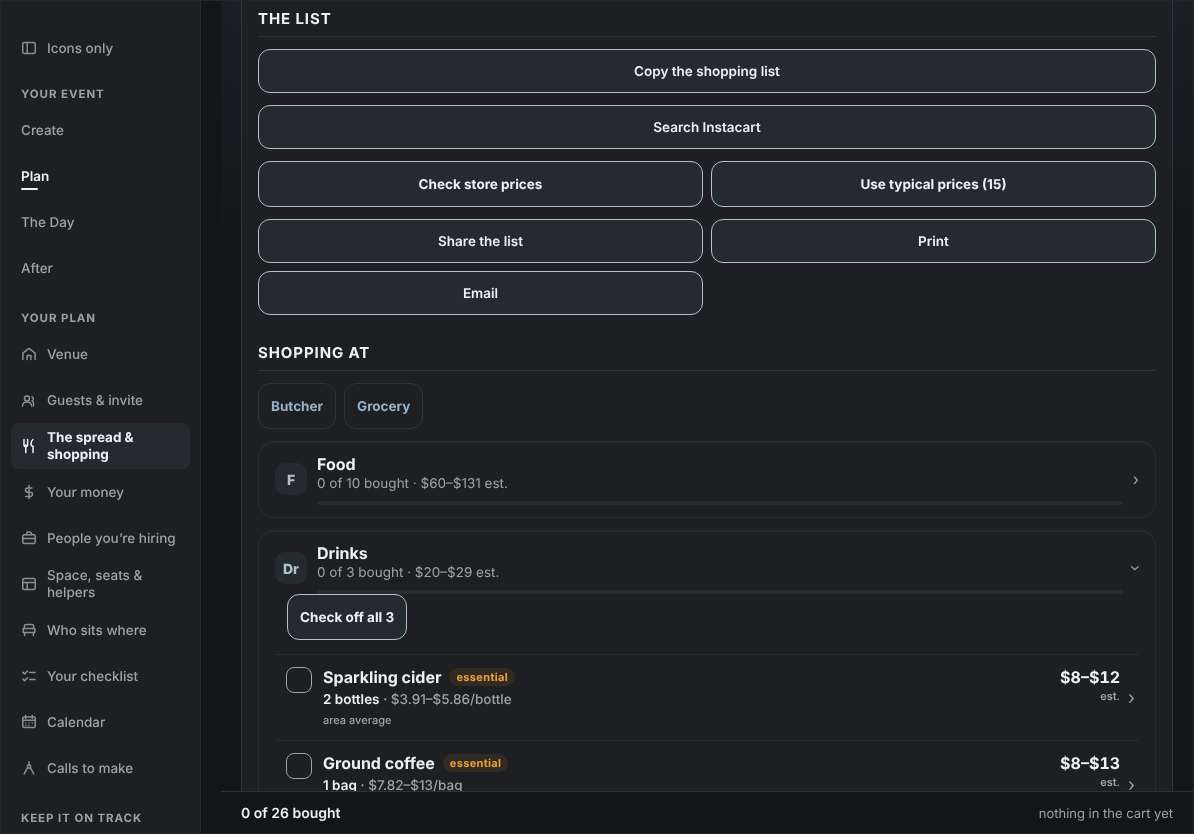 Icons only
YOUR EVENT
Create
Plan
The Day
After
YOUR PLAN
Venue
Guests & invite
The spread &
shopping
Your money
People you’re hiring
Space, seats &
helpers
Who sits where
Your checklist
Calendar
Calls to make
KEEP IT ON TRACK
THE LIST
Copy the shopping list
Search Instacart
Check store prices
Use typical prices (15)
Share the list
Print
Email
SHOPPING AT
Butcher
Grocery
F
Food
0 of 10 bought · $60–$131 est.
Dr
Drinks
0 of 3 bought · $20–$29 est.
Check off all 3
Sparkling cider essential
$8–$12
2 bottles · $3.91–$5.86/bottle
est.
area average
Ground coffee essential
$8–$13
1 bag · $7.82–$13/bag
est.
0 of 26 bought
nothing in the cart yet